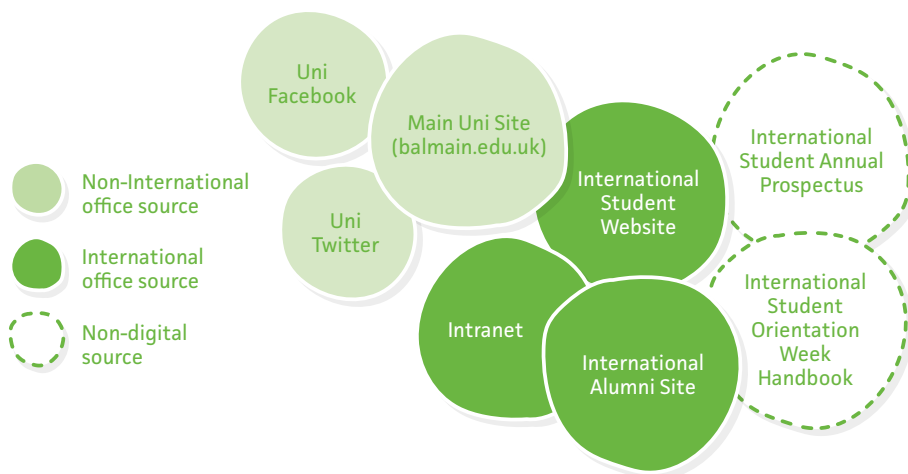 Uni
Facebook
Main Uni Site
(balmain.edu.uk)
International
Student Annual
Prospectus
Non-International
office source
International
Student
Website
Uni
Twitter
International
office source
International
Student
Orientation
Week
Handbook
Intranet
Non-digital
source
International
Alumni Site